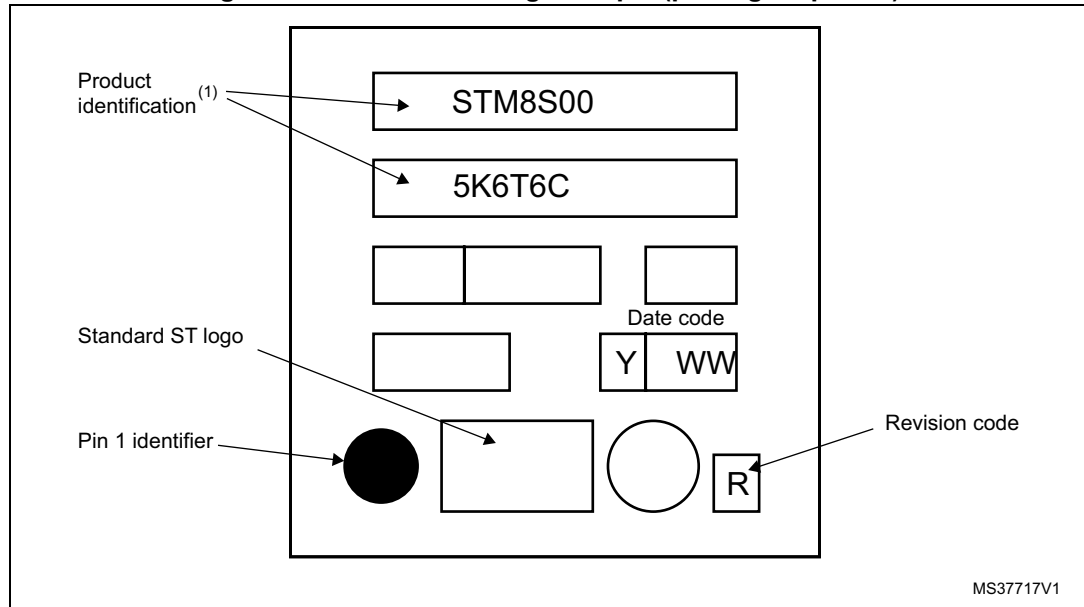 Product
identification (1)
STM8S00
5K6T6C
Date code
Standard ST logo
Y WW
Pin 1 identifier
Revision code
R
MS37717V1